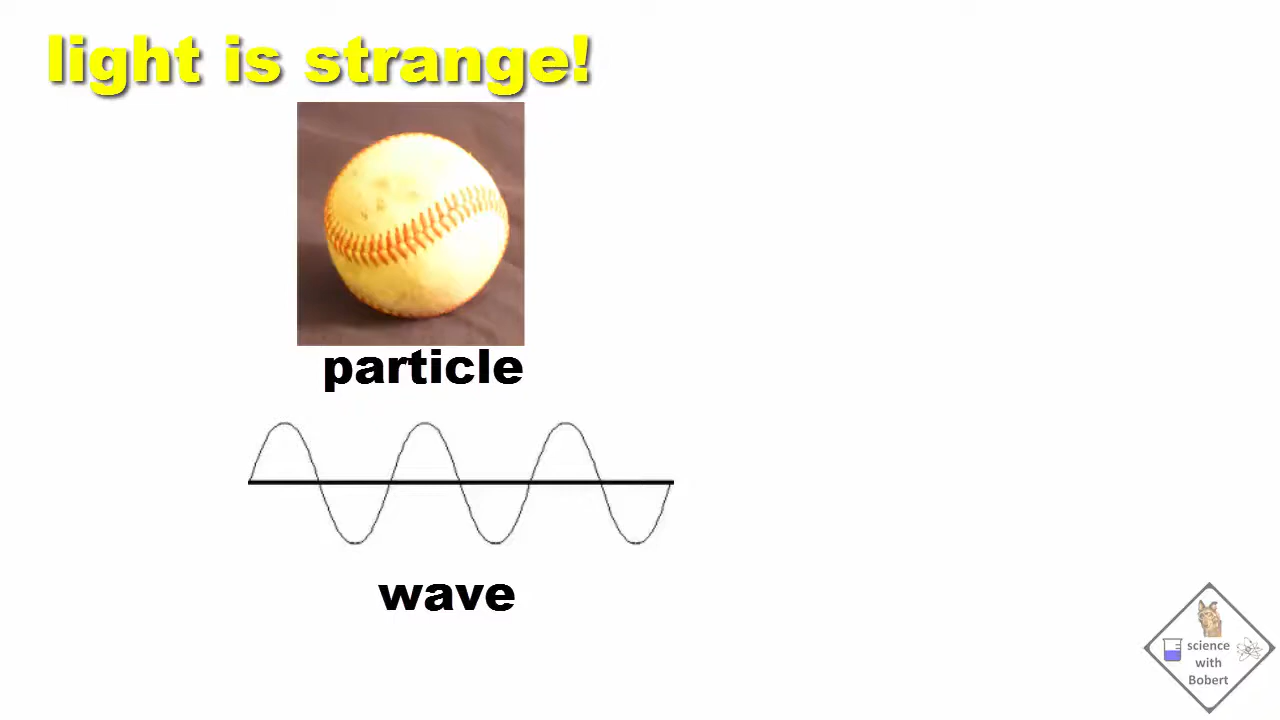 light is strange!
particle
wave
science
with
Bobert